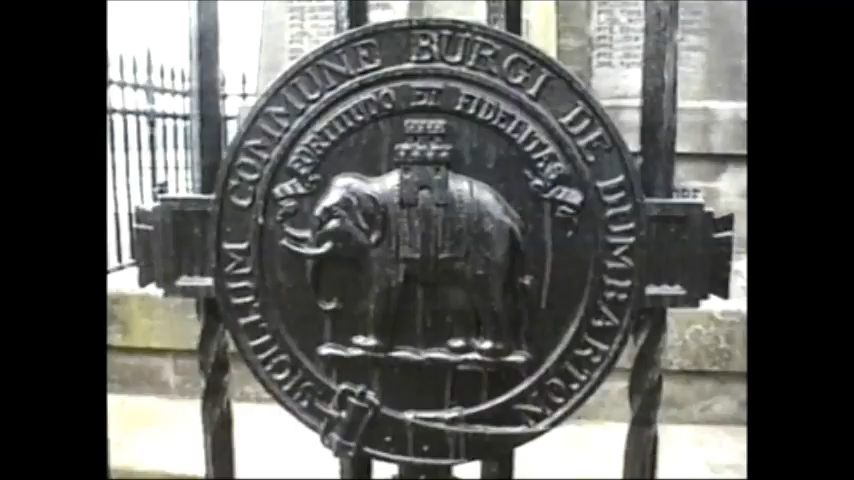 SIGILLUM COMMUNE BURGI DE DUMBARTON
FORTITUDO ET FIDELITAS